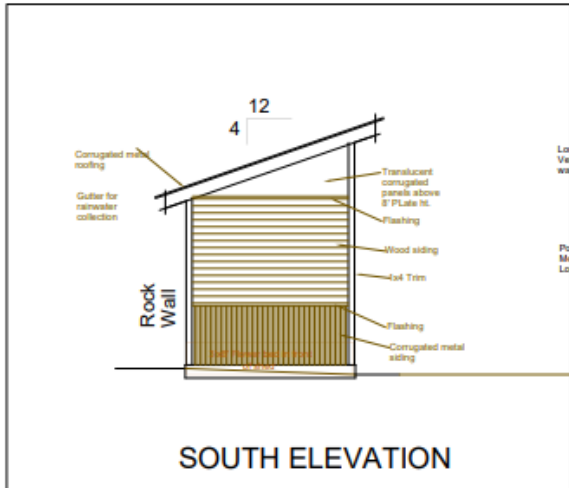 12
4
Corrugated metal
roofing
Gutter for
rainwater
collection
Translucent
corrugated
panels above
8' PLate ht.
Flashing
Wood siding
1x4 Trim
Rock
Wall
Flashing
Corrugated metal
siding
SOUTH ELEVATION